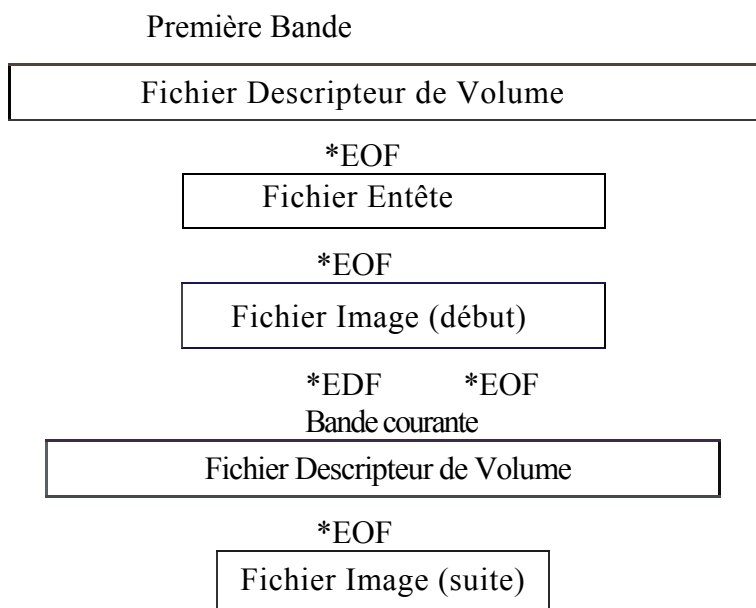 Première Bande
Fichier Descripteur de Volume
*EOF
Fichier Entête
*EOF
Fichier Image (début)
*EDF *EOF
Bande courante
Fichier Descripteur de Volume
*EOF
Fichier Image (suite)